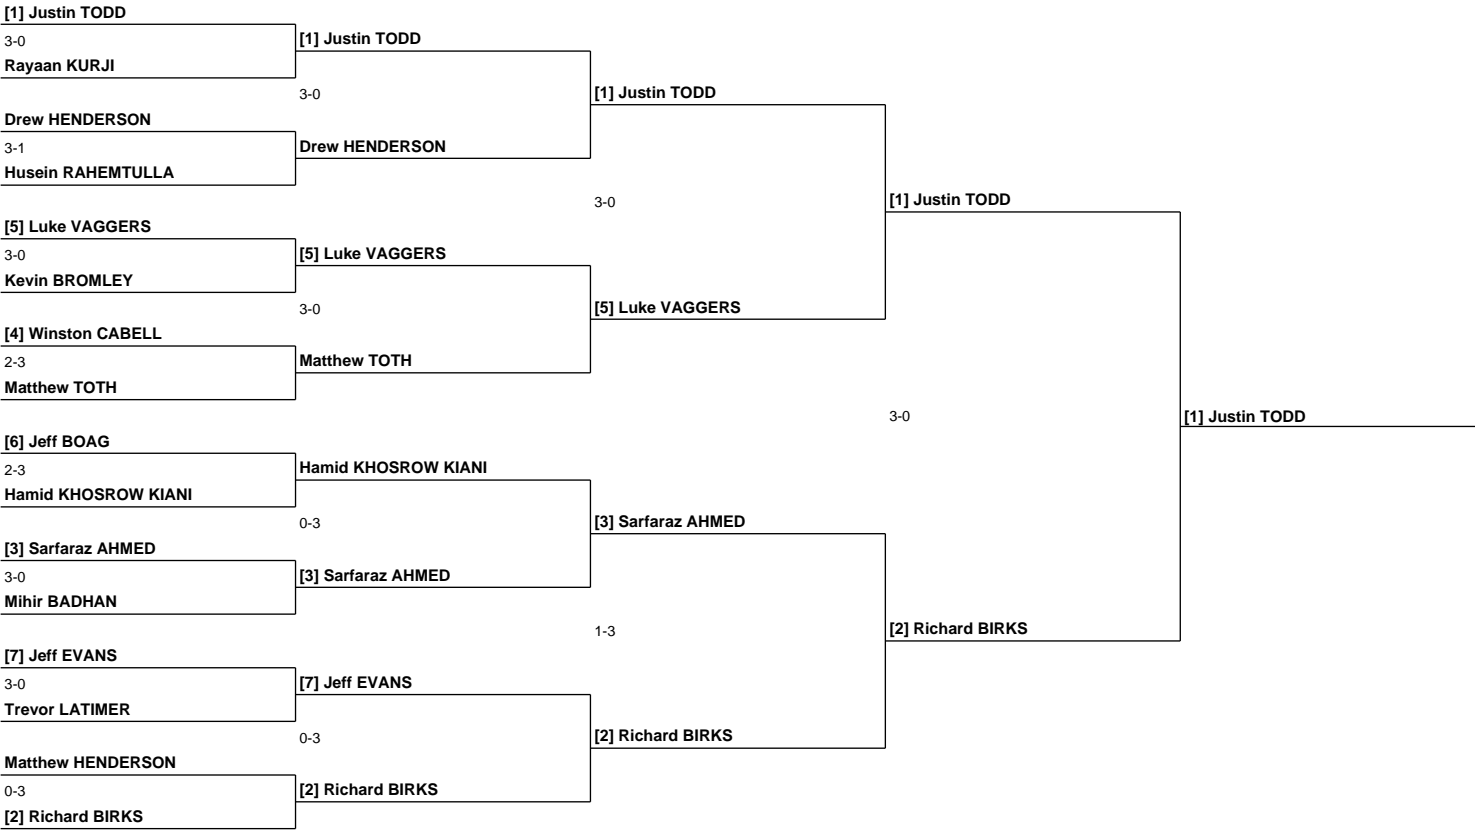 [1] Justin TODD
3-0
[1] Justin TODD
Rayaan KURJI
3-0
[1] Justin TODD
Drew HENDERSON
3-1
Drew HENDERSON
Husein RAHEMTULLA
3-0
[1] Justin TODD
[5] Luke VAGGERS
3-0
[5] Luke VAGGERS
Kevin BROMLEY
3-0
[5] Luke VAGGERS
[4] Winston CABELL
2-3
Matthew TOTH
Matthew TOTH
3-0
[1] Justin TODD
[6] Jeff BOAG
2-3
Hamid KHOSROW KIANI
Hamid KHOSROW KIANI
0-3
[3] Sarfaraz AHMED
[3] Sarfaraz AHMED
3-0
[3] Sarfaraz AHMED
Mihir BADHAN
1-3
[2] Richard BIRKS
[7] Jeff EVANS
3-0
[7] Jeff EVANS
Trevor LATIMER
0-3
[2] Richard BIRKS
Matthew HENDERSON
0-3
[2] Richard BIRKS
[2] Richard BIRKS